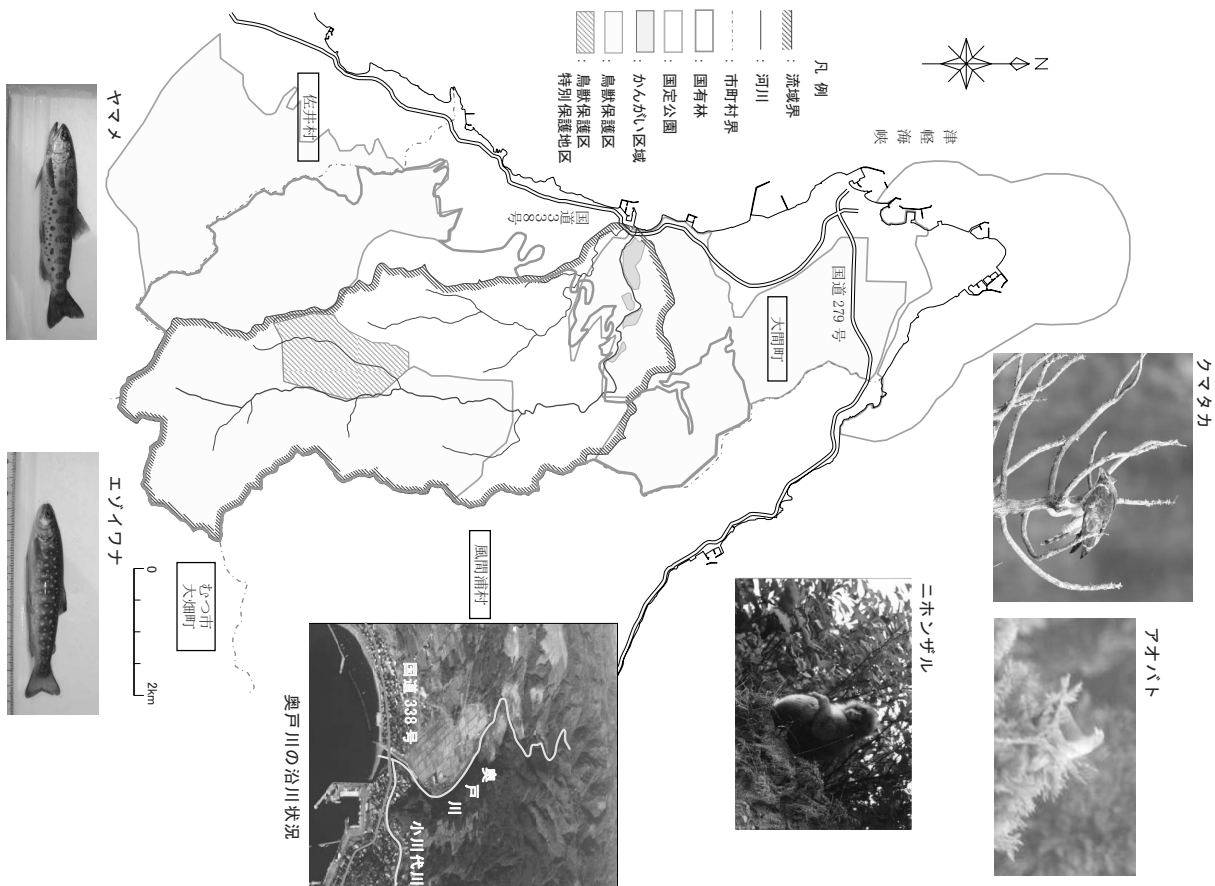 クマタカ
アオバト
ニホンザル
N
津軽
海
峡
凡例
：流域界
：河川
：市町村界
：国有林
：国定公園
：かんがい区域
：鳥獣保護区
：鳥獣保護区
特別保護地区
国道279号
大間町
国道338号
佐井村
風間浦村
むつ市
大畑町
0
2km
ヤマメ
エゾイワナ
国道338号
奥戸川
小川代川
奥戸川の沿川状況